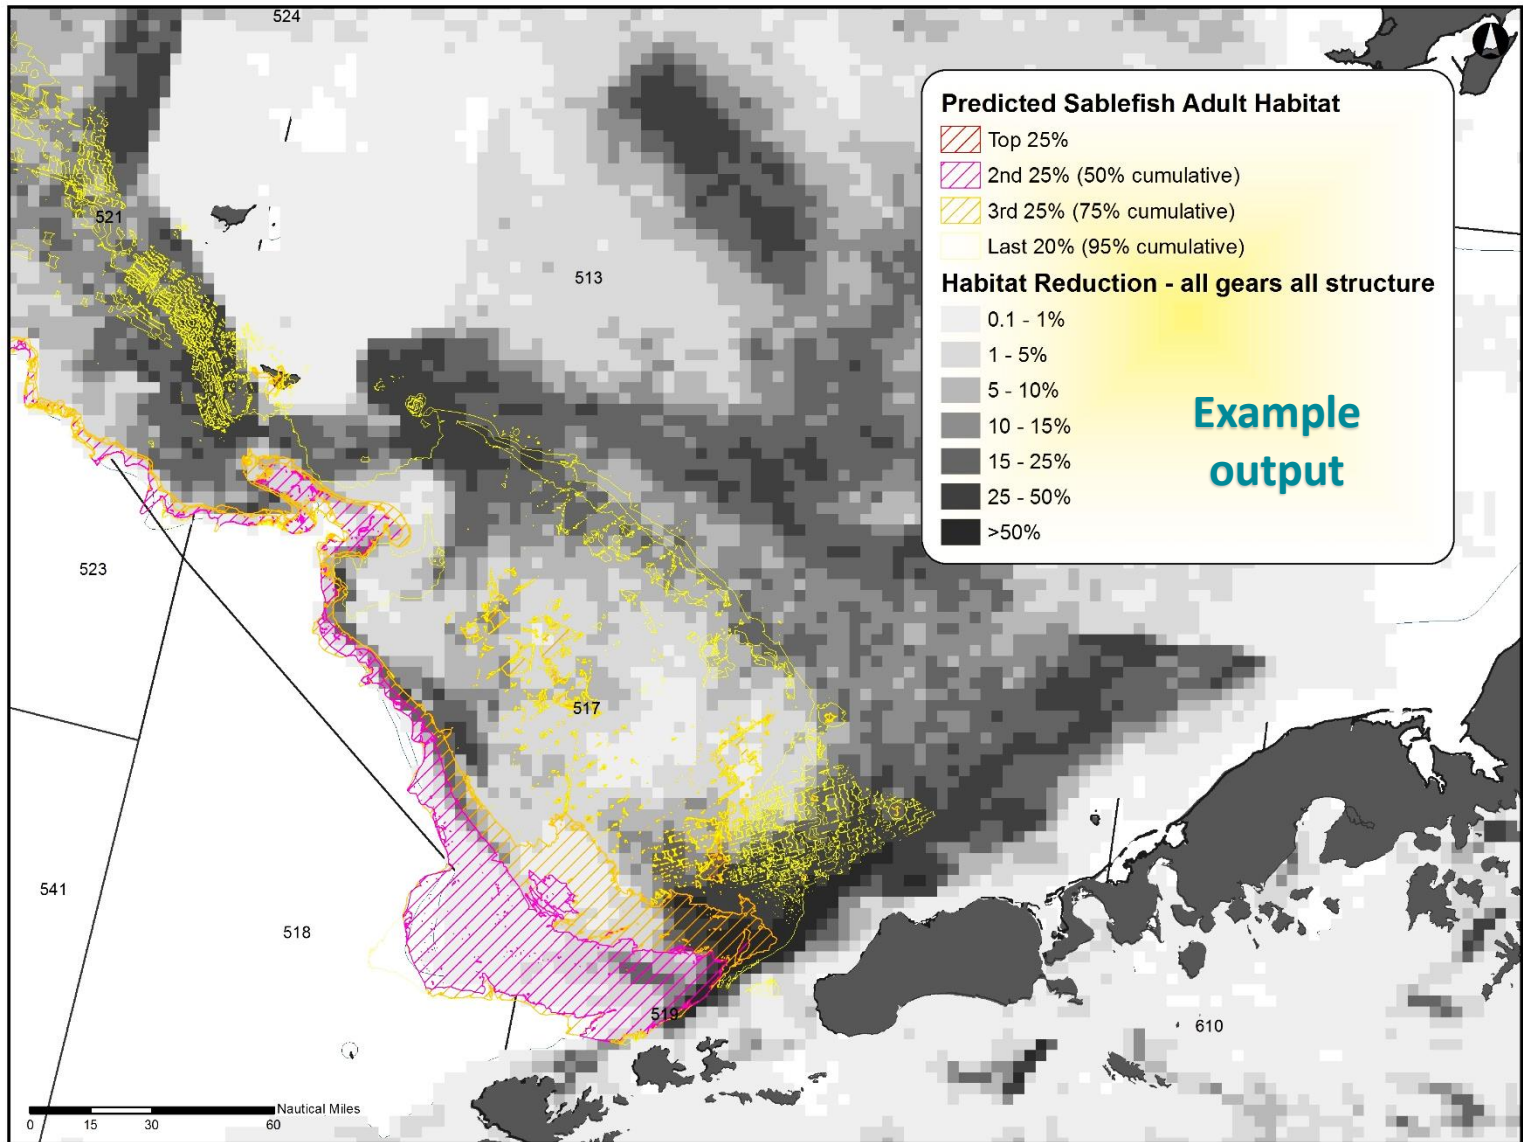 524
Predicted Sablefish Adult Habitat
Top 25%
2nd 25% (50% cumulative)
3rd 25% (75% cumulative)
Last 20% (95% cumulative)
Habitat Reduction - all gears all structure
0.1 - 1%
1 - 5%
5 - 10%
10 - 15%
15 - 25%
25 - 50%
>50%
Example
output
521
513
523
517
541
518
519
610
Nautical Miles
0 15 30 60